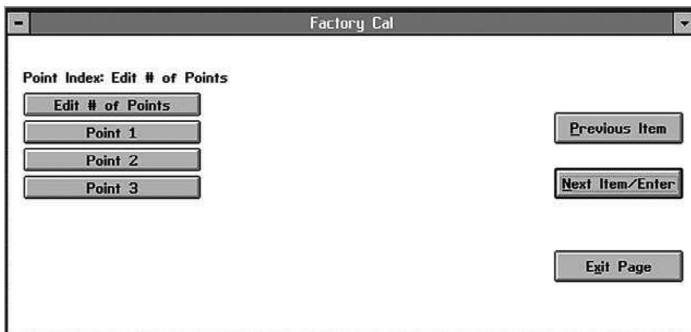 Factory Cal
Point Index: Edit # of Points
Edit # of Points
Point 1
Point 2
Point 3
Previous Item
Next Item/Enter
Exit Page